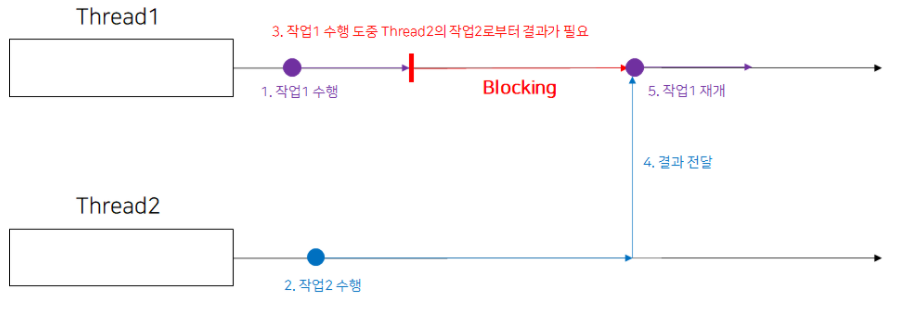 Thread1
3. 작업1 수행 도중 Thread2의 작업2로부터 결과가 필요
1. 작업1 수행
Blocking
5. 작업1 재개
4. 결과 전달
Thread2
2. 작업2 수행